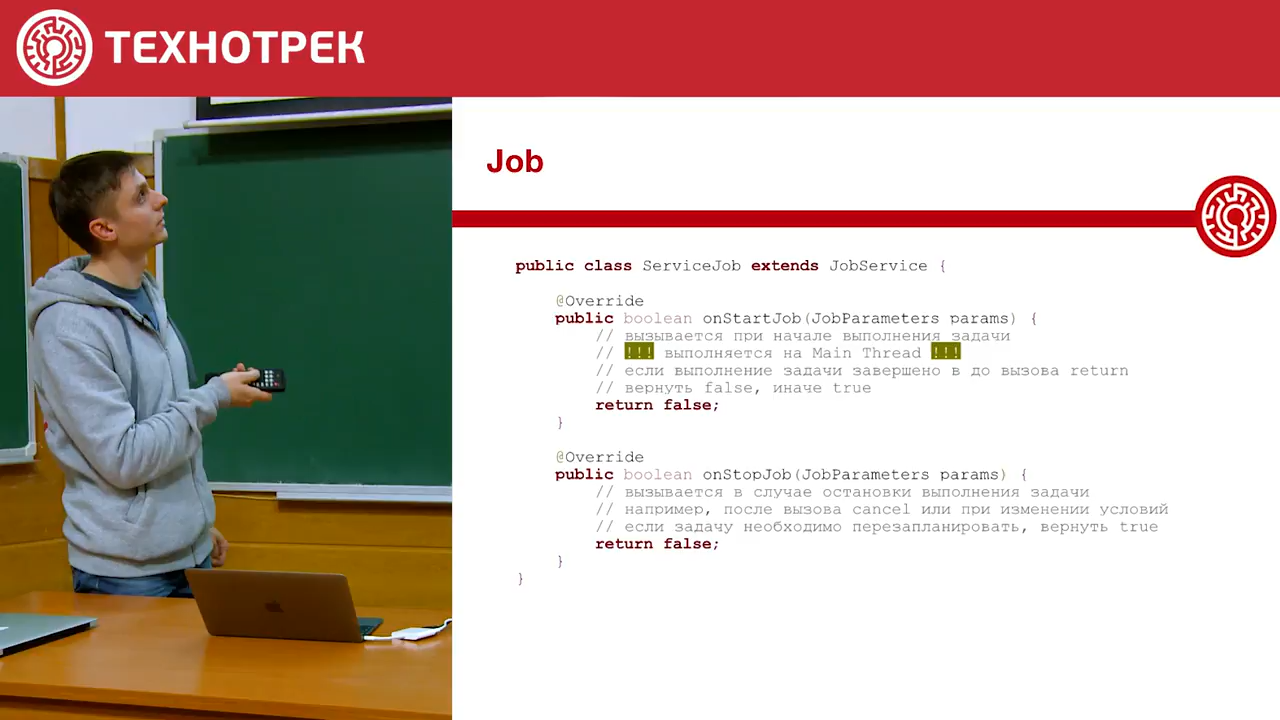 ТЕХНОТРЕК
Job
public class ServiceJob extends JobService {
@Override
public boolean onStartJob(JobParameters params) {
// вызывается при начале выполнения задачи
// !!! выполняется на Main Thread !!!
// если выполнение задачи завершено в до вызова return
// вернуть false, иначе true
return false;
}
@Override
public boolean onStopJob(JobParameters params) {
// вызывается в случае остановки выполнения задачи
// например, после вызова cancel или при изменении условий
// если задачу необходимо перезапланировать, вернуть true
return false;
}
}